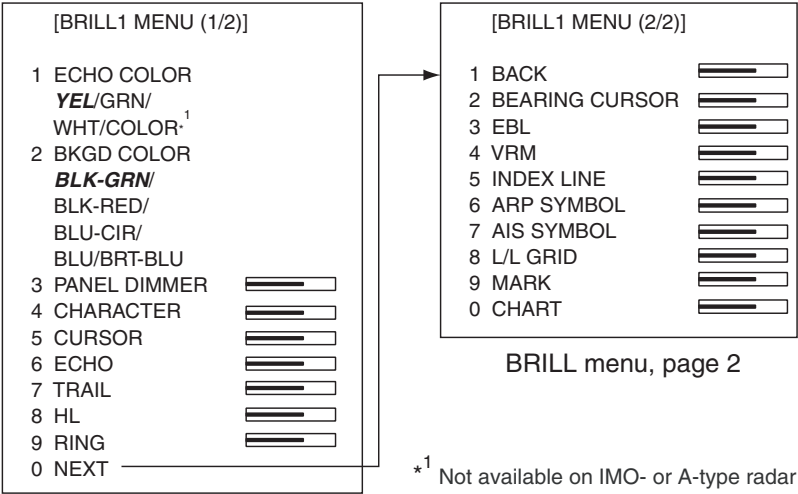 [BRILL1 MENU (1/2)]
1 ECHO COLOR
YEL/GRN/
WHT/COLOR*1
2 BKGD COLOR
BLK-GRN/
BLK-RED/
BLU-CIR/
BLU/BRT-BLU
3 PANEL DIMMER
4 CHARACTER
5 CURSOR
6 ECHO
7 TRAIL
8 HL
9 RING
0 NEXT
[BRILL1 MENU (2/2)]
1 BACK
2 BEARING CURSOR
3 EBL
4 VRM
5 INDEX LINE
6 ARP SYMBOL
7 AIS SYMBOL
8 L/L GRID
9 MARK
0 CHART
BRILL menu, page 2
*1 Not available on IMO- or A-type radar